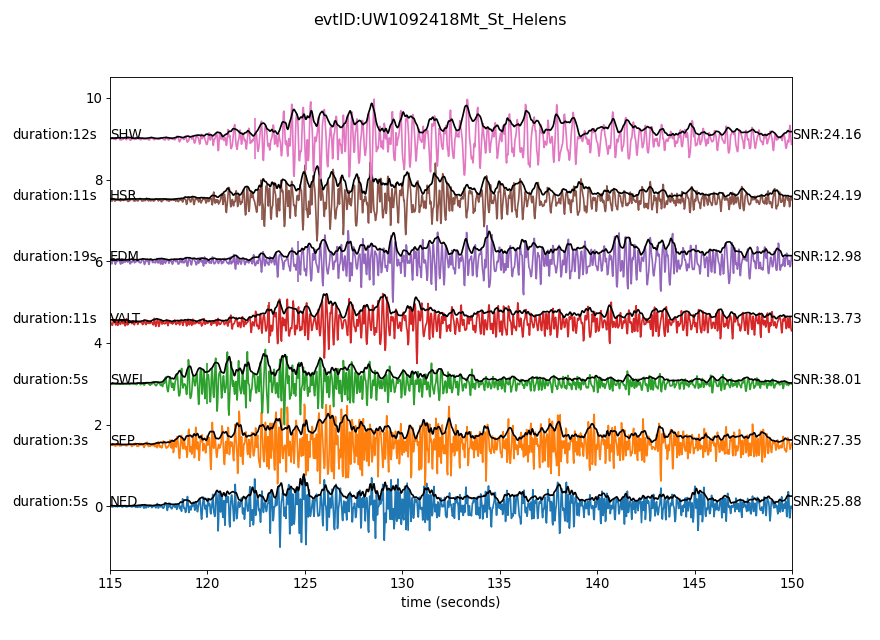 evtID:UW1092418Mt_St_Helens
10
duration:12s SHW SNR:24.16
8
duration:11s HSR SNR:24.19
duration:19s EDM SNR:12.98
6
duration:11s VALT SNR:13.73
4
duration:5s SWFL SNR:38.01
2
duration:3s SEP SNR:27.35
duration:5s NED SNR:25.88
0
115 120 125 130 135 140 145 150
time (seconds)